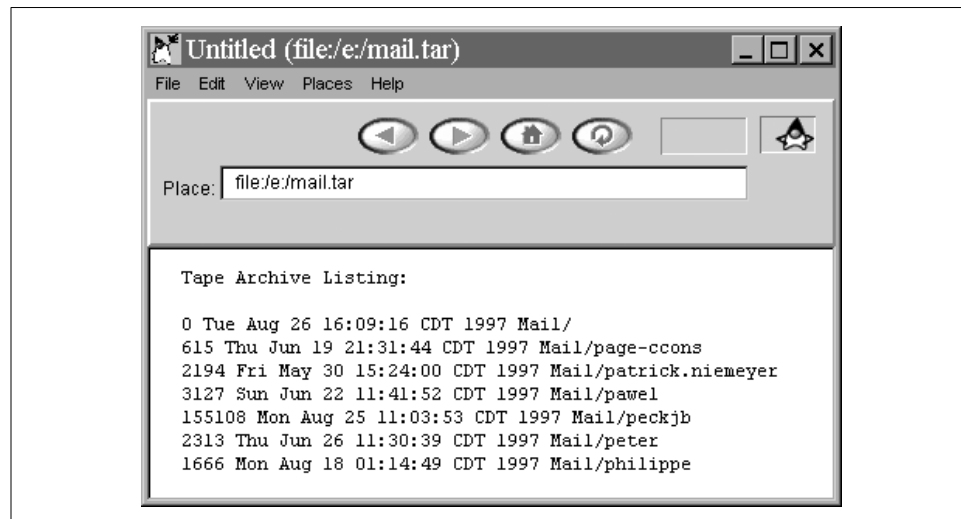 Untitled (file:/e:/mail.tar)
File Edit View Places Help
Place: file:/e:/mail.tar
Tape Archive Listing:
0 Tue Aug 26 16:09:16 CDT 1997 Mail/
615 Thu Jun 19 21:31:44 CDT 1997 Mail/page-ccons
2194 Fri May 30 15:24:00 CDT 1997 Mail/patrick.niemeyer
3127 Sun Jun 22 11:41:52 CDT 1997 Mail/pawel
155108 Mon Aug 25 11:03:53 CDT 1997 Mail/peckjb
2313 Thu Jun 26 11:30:39 CDT 1997 Mail/peter
1666 Mon Aug 18 01:14:49 CDT 1997 Mail/philippe